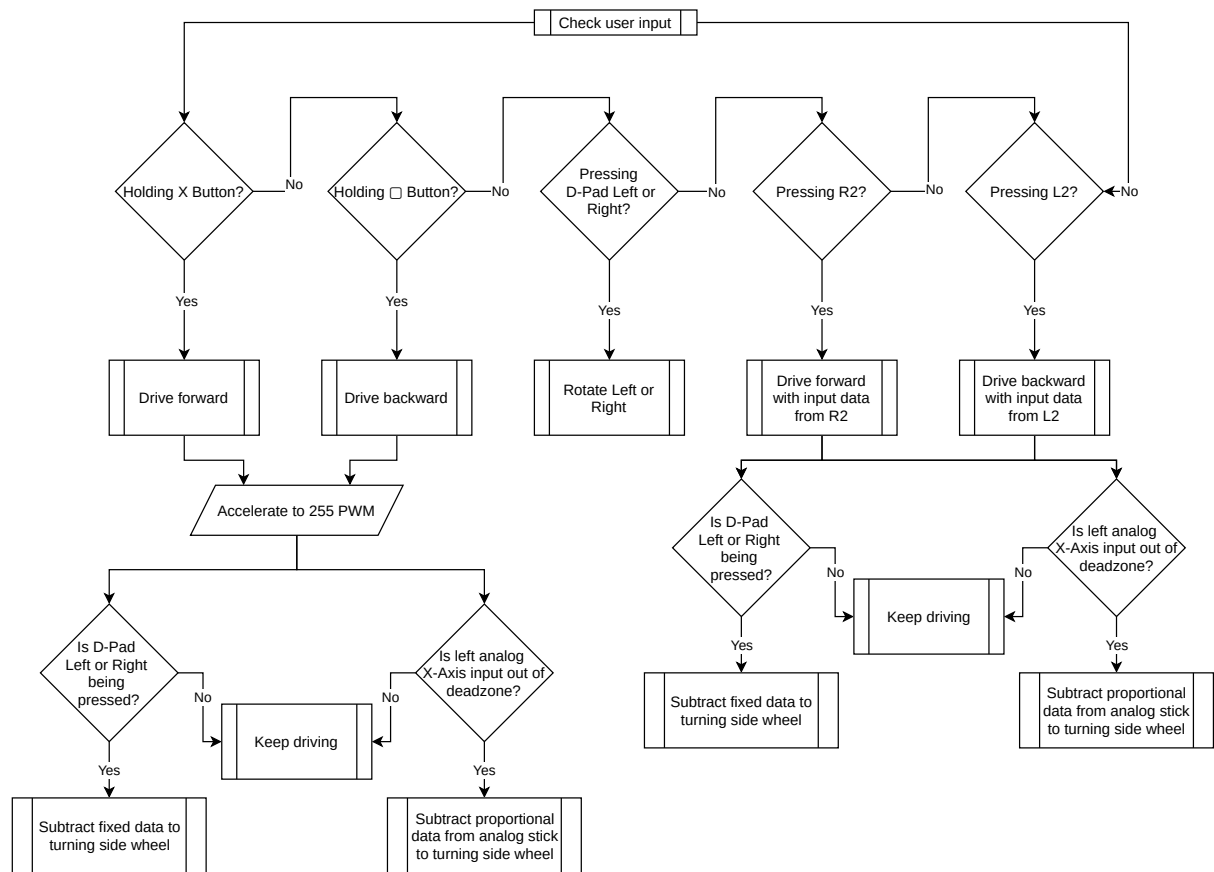 Check user input
Holding X Button?
No
Holding ▢ Button?
No
Pressing
D-Pad Left or
Right?
No
Pressing R2?
No
Pressing L2?
No
Yes
Yes
Yes
Yes
Yes
Drive forward
Drive backward
Rotate Left or
Right
Drive forward
with input data
from R2
Drive backward
with input data
from L2
Accelerate to 255 PWM
Is D-Pad
Left or Right
being
pressed?
No
Keep driving
No
Is left analog
X-Axis input out of
deadzone?
Yes
Yes
Subtract fixed data to
turning side wheel
Subtract proportional
data from analog stick
to turning side wheel
Is D-Pad
Left or Right
being
pressed?
No
Keep driving
No
Is left analog
X-Axis input out of
deadzone?
Yes
Yes
Subtract fixed data to
turning side wheel
Subtract proportional
data from analog stick
to turning side wheel